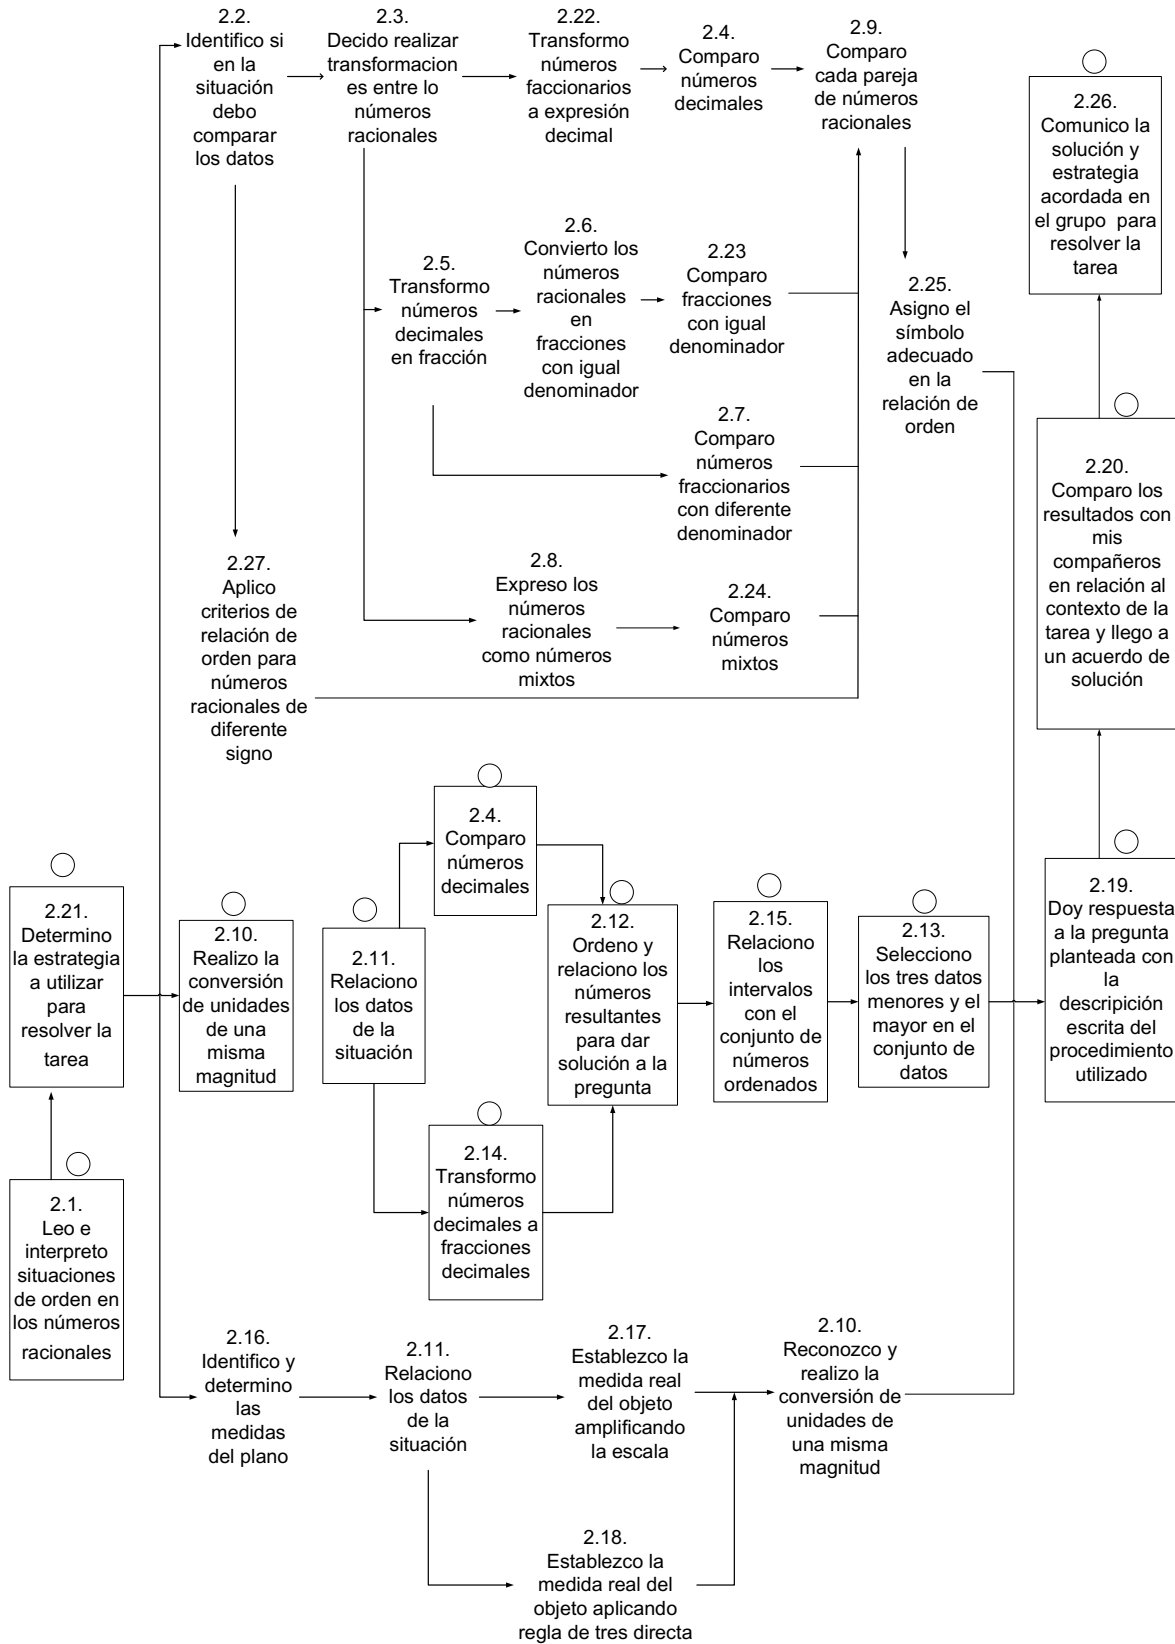 2.2.
Identifico si
en la
situación
debo
comparar
los datos
2.3.
Decido realizar
transformacion
es entre lo
números
racionales
2.22.
Transformo
números
faccionarios
a expresión
decimal
2.4.
Comparo
números
decimales
2.9.
Comparo
cada pareja
de números
racionales
2.26.
Comunico la
solución y
estrategia
acordada en
el grupo para
resolver la
tarea
2.5.
Transformo
números
decimales
en fracción
2.6.
Convierto los
números
racionales
en
fracciones
con igual
denominador
2.23
Comparo
fracciones
con igual
denominador
2.25.
Asigno el
símbolo
adecuado
en la
relación de
orden
2.7.
Comparo
números
fraccionarios
con diferente
denominador
2.20.
Comparo los
resultados con
mis
compañeros
en relación al
contexto de la
tarea y llego a
un acuerdo de
solución
2.27.
Aplico
criterios de
relación de
orden para
números
racionales de
diferente
signo
2.8.
Expreso los
números
racionales
como números
mixtos
2.24.
Comparo
números
mixtos
2.4.
Comparo
números
decimales
2.21.
Determino
la estrategia
a utilizar
para
resolver la
tarea
2.10.
Realizo la
conversión
de unidades
de una
misma
magnitud
2.11.
Relaciono
los datos
de la
situación
2.12.
Ordeno y
relaciono los
números
resultantes
para dar
solución a la
pregunta
2.15.
Relaciono
los
intervalos
con el
conjunto de
números
ordenados
2.13.
Selecciono
los tres datos
menores y el
mayor en el
conjunto de
datos
2.19.
Doy respuesta
a la pregunta
planteada con
la
descripición
escrita del
procedimiento
utilizado
2.14.
Transformo
números
decimales a
fracciones
decimales
2.1.
Leo e
interpreto
situaciones
de orden en
los números
racionales
2.16.
Identifico y
determino
las
medidas
del plano
2.11.
Relaciono
los datos
de la
situación
2.17.
Establezco la
medida real
del objeto
amplificando
la escala
2.10.
Reconozco y
realizo la
conversión de
unidades de
una misma
magnitud
2.18.
Establezco la
medida real del
objeto aplicando
regla de tres directa